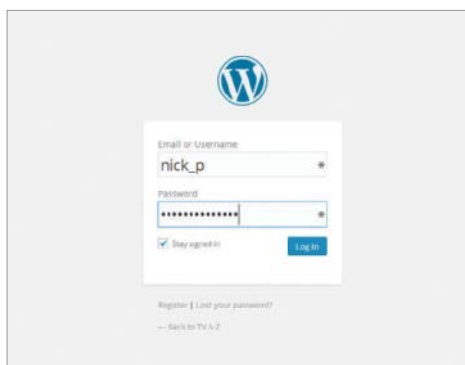 Email or Username
nick_p
Password
••••••••••••••
Stay signed in
Log In
Register | Lost your password?
← Back to TV A-Z